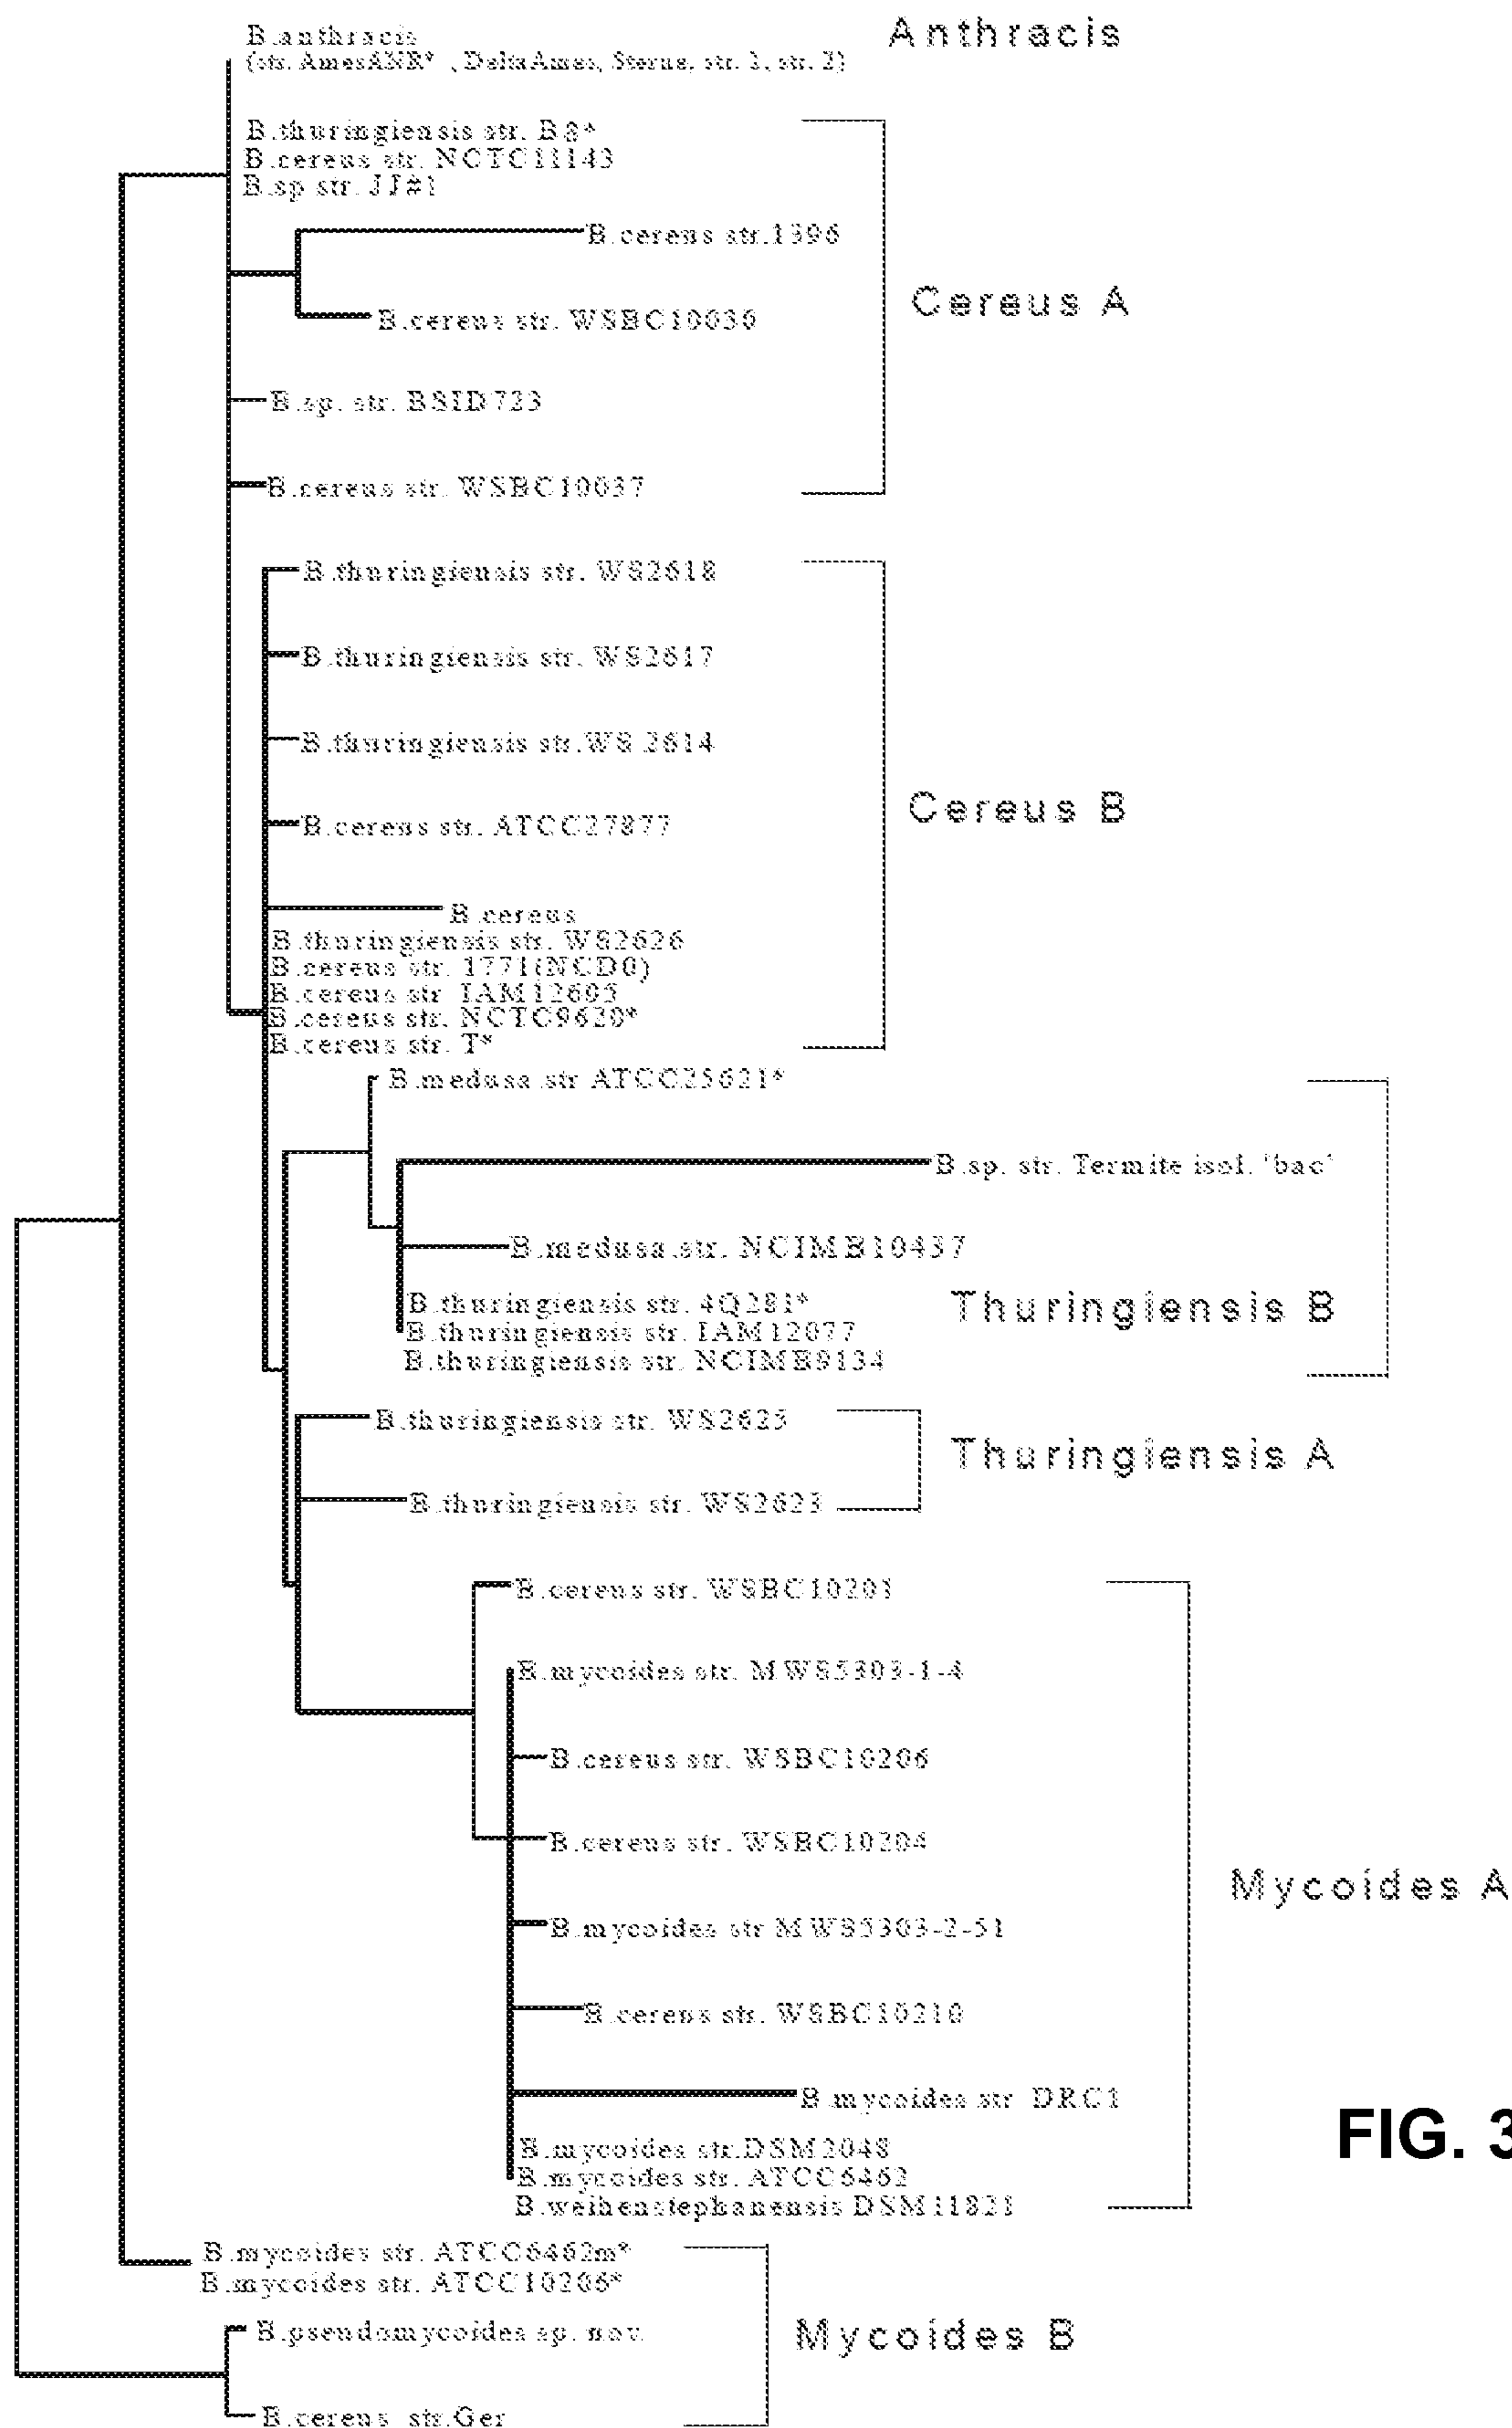 B.anthracis
Anthracis
(str. AmesANR* , DeltaAmes, Sterne, str. 1, str. 2)
B.thuringiensis str. B8*
B.cereus str. NCTC11143
B.sp str. JJ#1
B.cereus str.1396
Cereus A
B.cereus str. WSBC10030
B.sp. str. BSID723
B.cereus str. WSBC10037
B.thuringiensis str. WS2618
B.thuringiensis str. WS2617
B.thuringiensis str.WS 2614
Cereus B
B.cereus str. ATCC27877
B.cereus
B.thuringiensis str. WS2626
B.cereus str. 1771(NCD0)
B.cereus str. IAM12605
B.cereus str. NCTC9620*
B.cereus str. T*
B.medusa.str ATCC25621*
B.sp. str. Termite isol. 'bac'
B.medusa.str. NCIMB10437
B.thuringiensis str. 4Q281*
Thuringiensis B
B.thuringiensis str. IAM12077
B.thuringiensis str. NCIMB9134
B.thuringiensis str. WS2625
Thuringiensis A
B.thuringiensis str. WS2623
B.cereus str. WSBC10201
B.mycoides str. MWS5303-1-4
B.cereus str. WSBC10206
B.cereus str. WSBC10204
Mycoides A
B.mycoides str MWS5303-2-51
B.cereus str. WSBC10210
B.mycoides str DRC1
FIG. 3
B.mycoides str.DSM2048
B.mycoides str. ATCC6462
B.weihenstephanensis DSM11821
B.mycoides str. ATCC6462m*
B.mycoides str. ATCC10206*
B.pseudomycoides sp. nov.
Mycoides B
B.cereus str.Ger